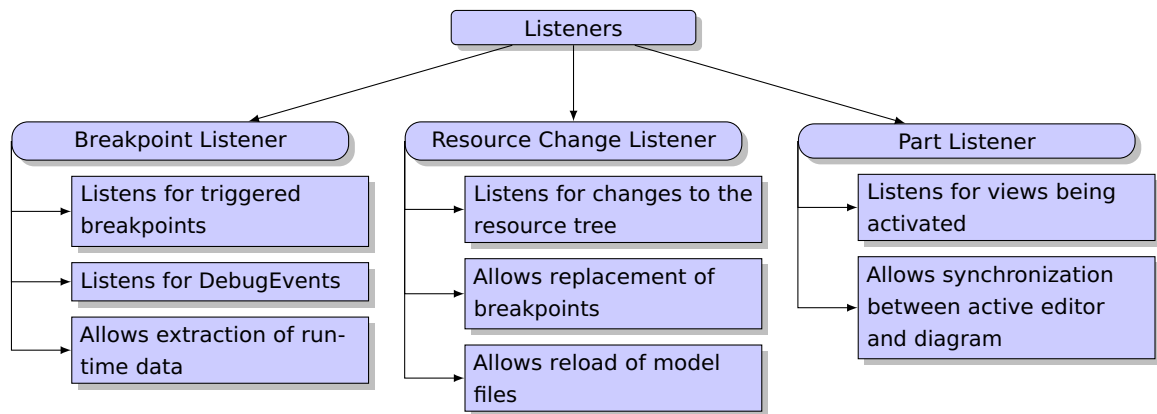 Listeners
Breakpoint Listener
Listens for triggered
breakpoints
Listens for DebugEvents
Allows extraction of run-
time data
Resource Change Listener
Listens for changes to the
resource tree
Allows replacement of
breakpoints
Allows reload of model
files
Part Listener
Listens for views being
activated
Allows synchronization
between active editor
and diagram